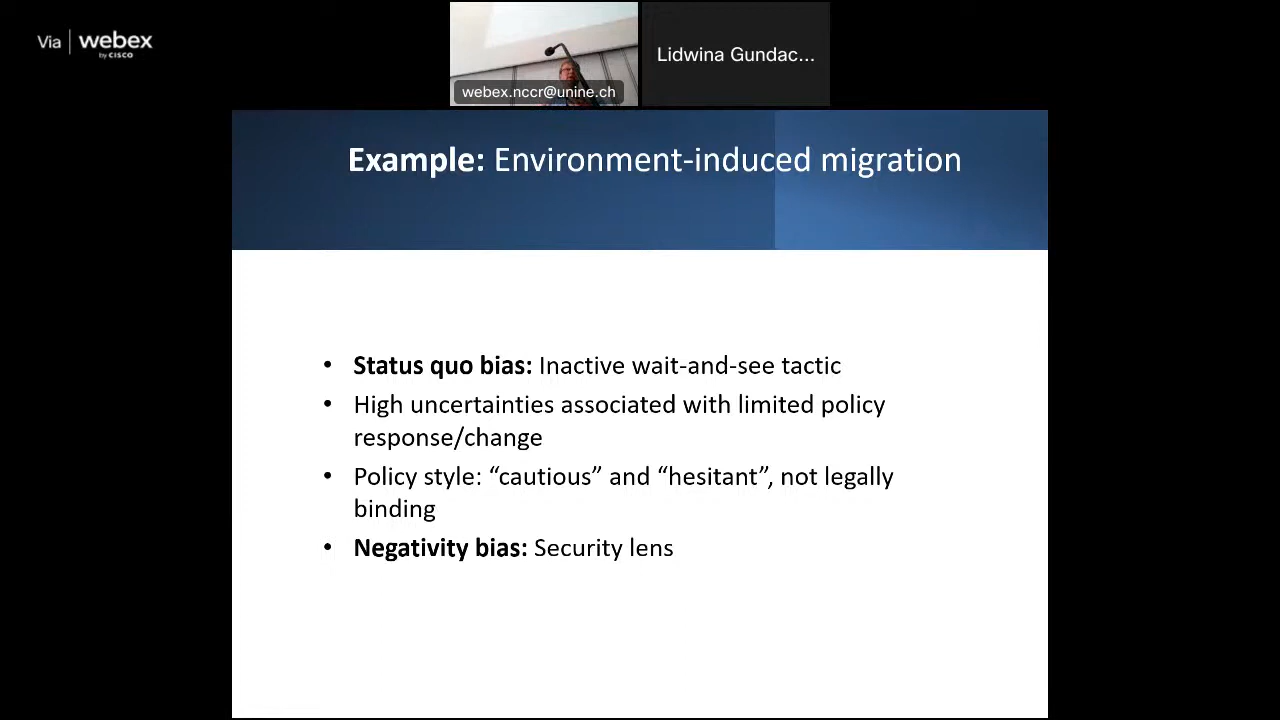 Via webex
by CISCO
webex.nccr@unine.ch
Lidwina Gundac...
Example: Environment-induced migration
• Status quo bias: Inactive wait-and-see tactic
• High uncertainties associated with limited policy
response/change
• Policy style: “cautious” and “hesitant”, not legally
binding
• Negativity bias: Security lens